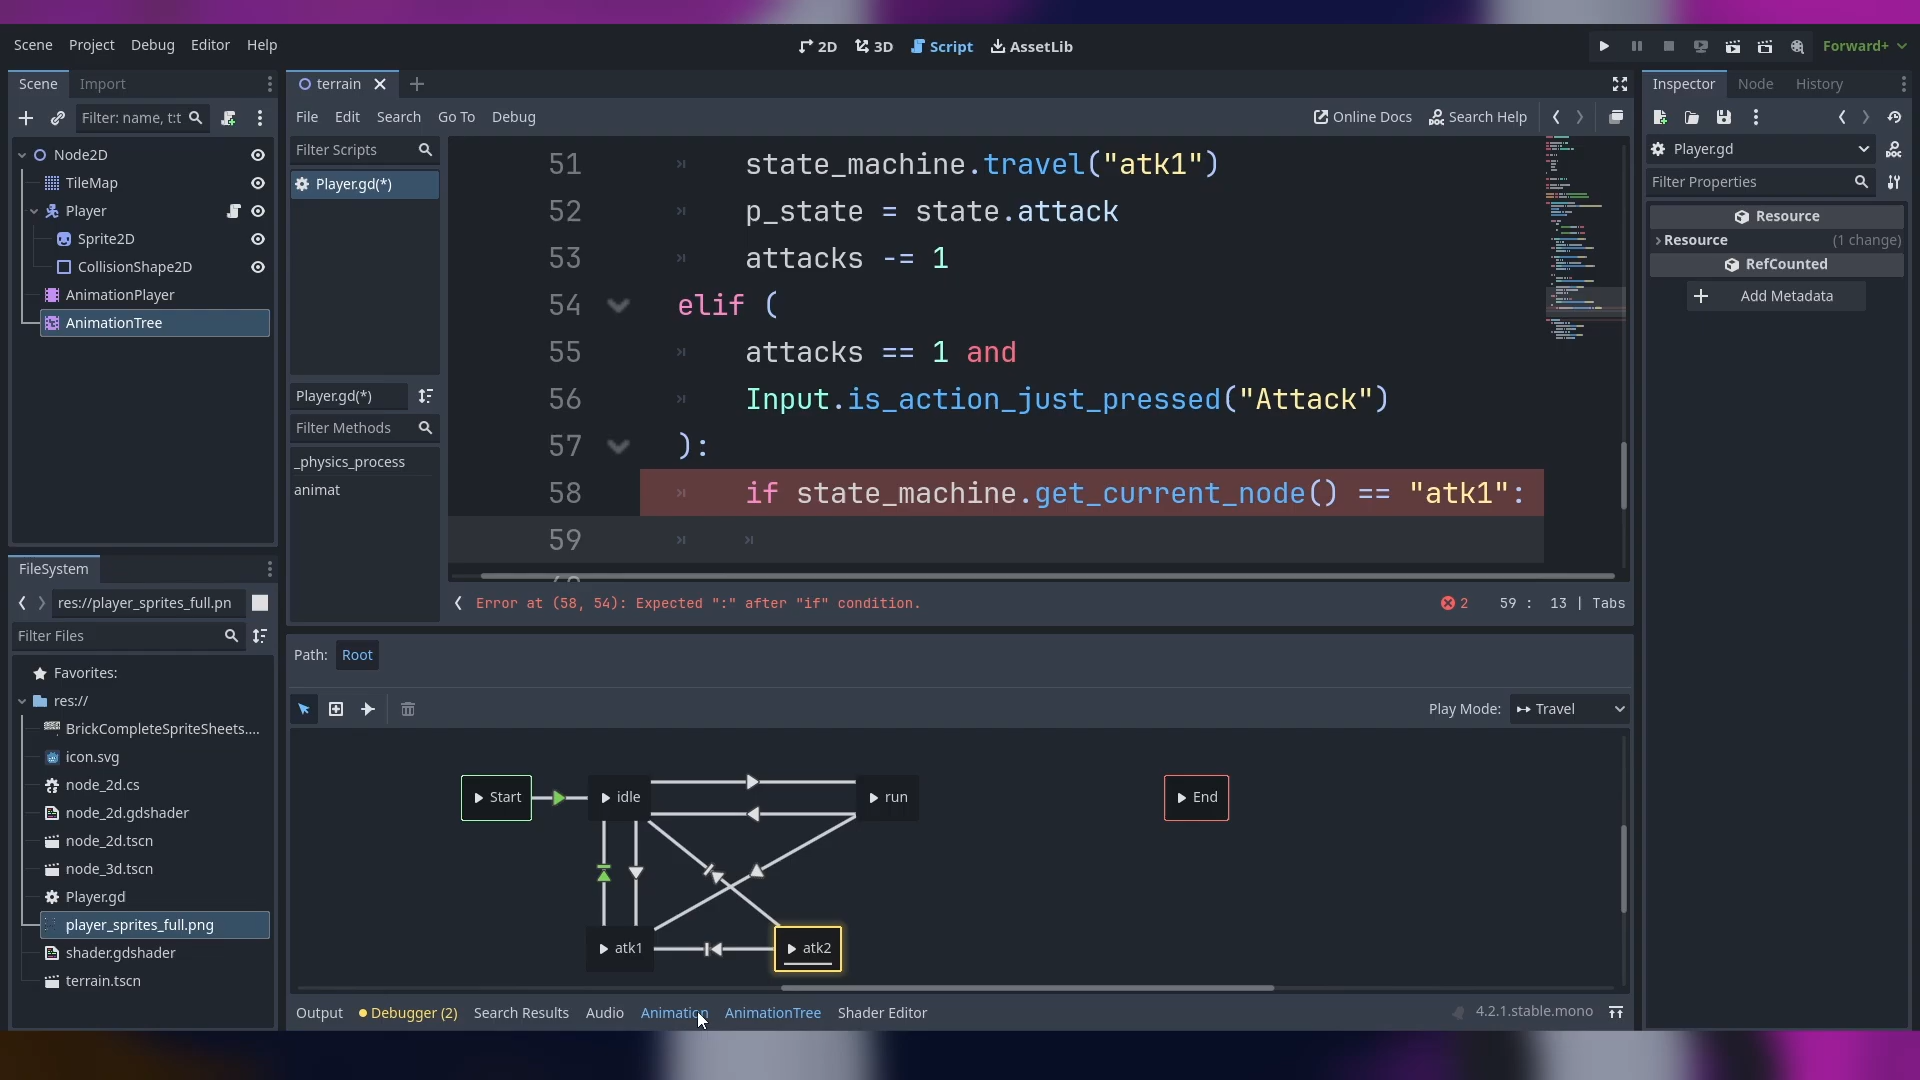 Scene Project Debug Editor Help
2D 3D Script AssetLib
Forward+
Scene Import
Filter: name, t:t
Node2D
TileMap
Player
Sprite2D
CollisionShape2D
AnimationPlayer
AnimationTree
FileSystem
res://player_sprites_full.pn
Filter Files
Favorites:
res://
BrickCompleteSpriteSheets....
icon.svg
node_2d.cs
node_2d.gdshader
node_2d.tscn
node_3d.tscn
Player.gd
player_sprites_full.png
shader.gdshader
terrain.tscn
terrain
File Edit Search Go To Debug
Online Docs Search Help
Filter Scripts
Player.gd(*)
Player.gd(*)
Filter Methods
_physics_process
animat
51 state_machine.travel("atk1")
52 p_state = state.attack
53 attacks -= 1
54 elif (
55 attacks == 1 and
56 Input.is_action_just_pressed("Attack")
57 ):
58 if state_machine.get_current_node() == "atk1":
59
Error at (58, 54): Expected ":" after "if" condition.
2 59 : 13 | Tabs
Path: Root
Play Mode: Travel
Start idle run End
atk1 atk2
Output Debugger (2) Search Results Audio Animation AnimationTree Shader Editor
4.2.1.stable.mono
Inspector Node History
Player.gd
Filter Properties
Resource
Resource (1 change)
RefCounted
Add Metadata